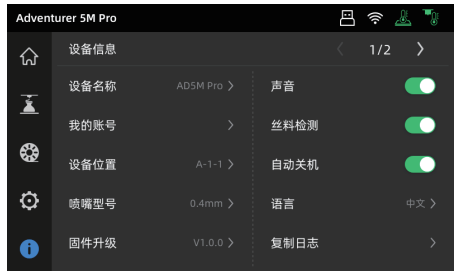 Adventurer 5M Pro
设备信息 1/2
设备名称 AD5M Pro 声音
我的账号 丝料检测
设备位置 A-1-1 自动关机
喷嘴型号 0.4mm 语言 中文
固件升级 V1.0.0 复制日志